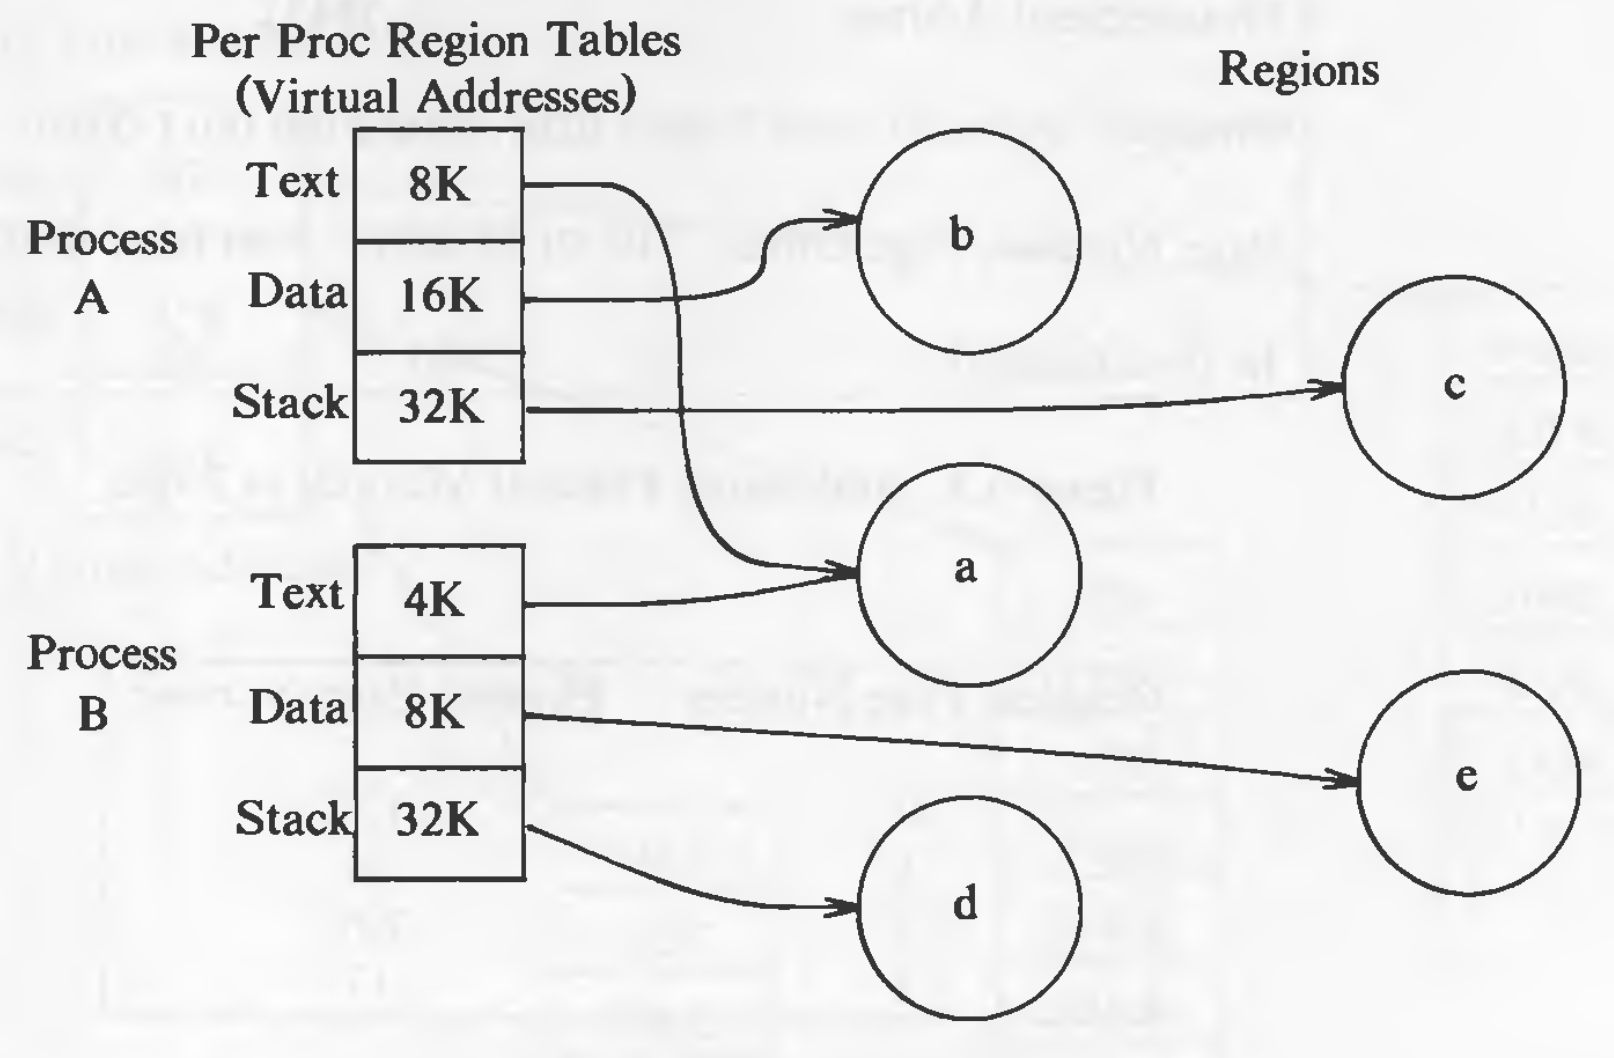 Per Proc Region Tables
(Virtual Addresses)
Regions
Process
A
Text 8K
Data 16K
Stack 32K
b
c
a
Process
B
Text 4K
Data 8K
Stack 32K
e
d